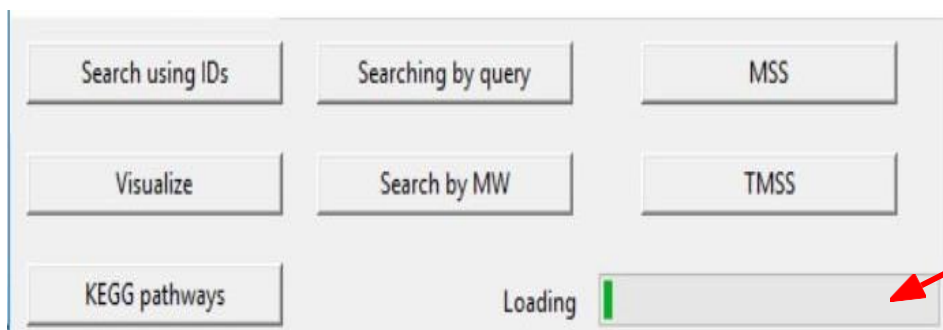 Search using IDs
Searching by query
MSS
Visualize
Search by MW
TMSS
KEGG pathways
Loading